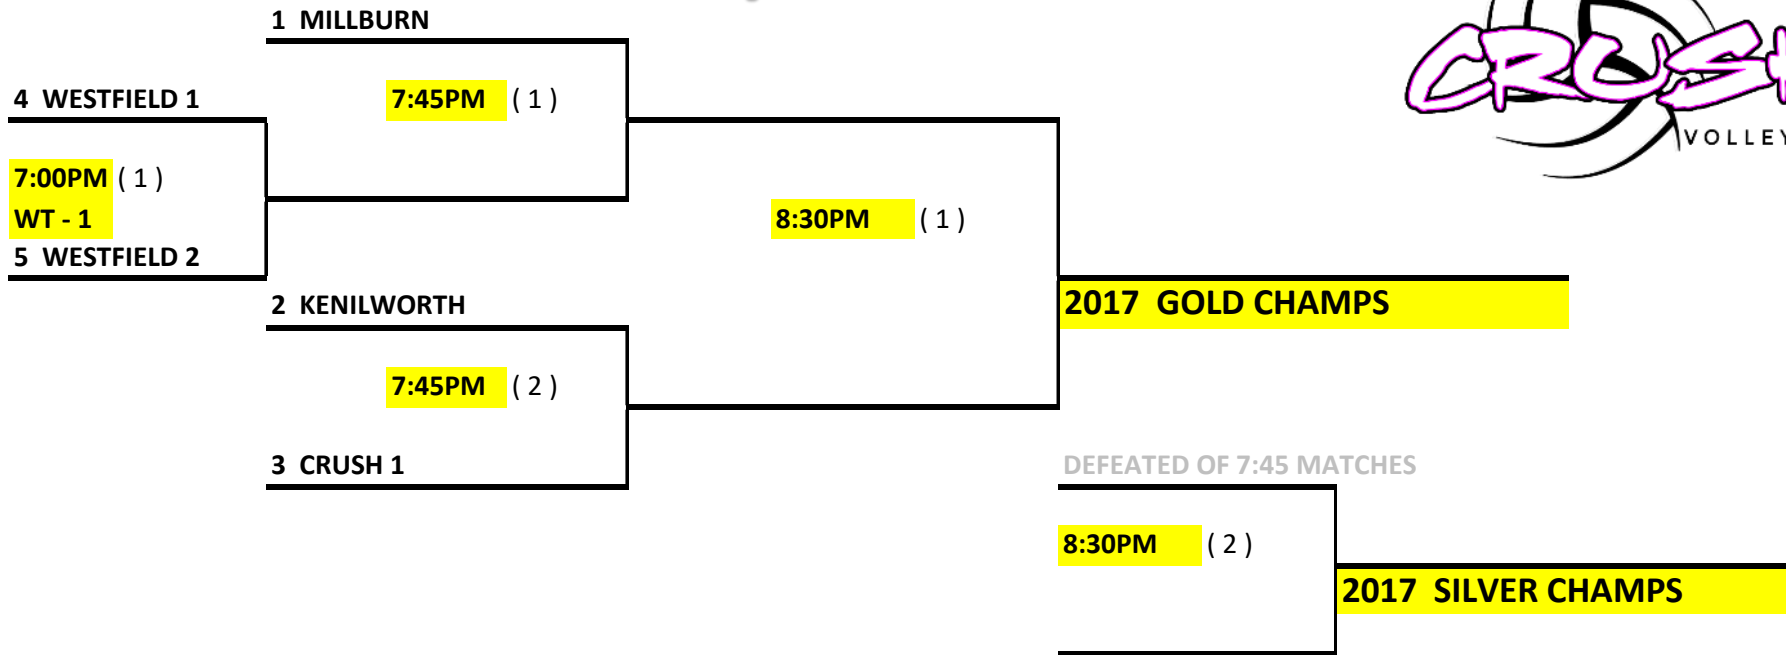 1 MILLBURN
4 WESTFIELD 1
7:45PM ( 1 )
7:00PM ( 1 )
WT - 1
8:30PM ( 1 )
5 WESTFIELD 2
2 KENILWORTH
2017 GOLD CHAMPS
7:45PM ( 2 )
3 CRUSH 1
DEFEATED OF 7:45 MATCHES
8:30PM ( 2 )
2017 SILVER CHAMPS
CRUSH
VOLLEY